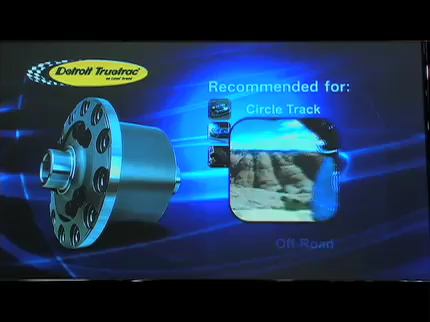 Detroit Truetrac
Recommended for:
Circle Track
Off Road